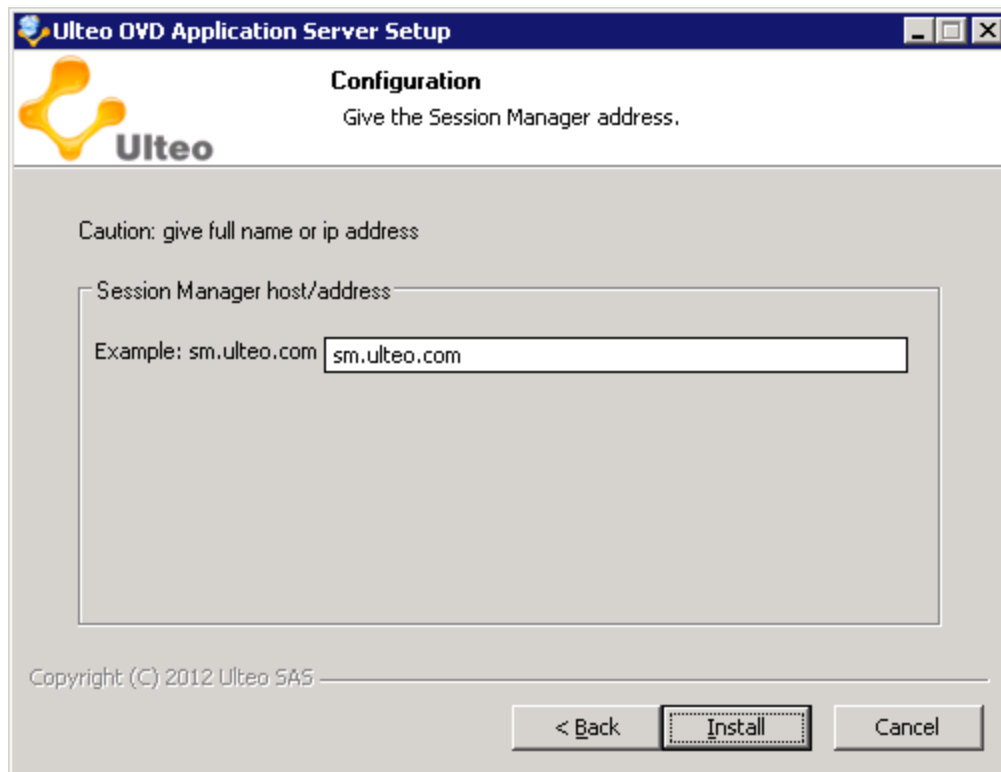 Ulteo OVD Application Server Setup
Configuration
Give the Session Manager address.
Ulteo
Caution: give full name or ip address
Session Manager host/address
Example: sm.ulteo.com sm.ulteo.com
Copyright (C) 2012 Ulteo SAS
< Back Install Cancel